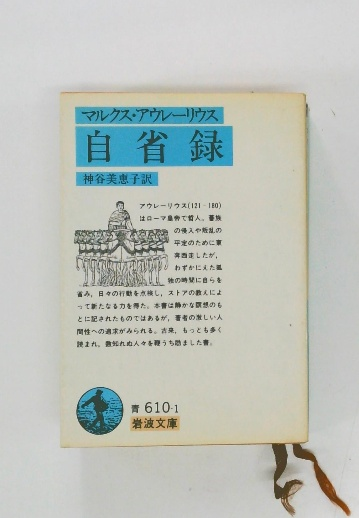 マルクス・アウレーリウス
自省録
神谷美恵子訳
アウレーリウス(121-180)
はローマ皇帝で哲人。蕃族
の侵入や叛乱の
平定のために東
奔西走したが,
わずかにえた孤
独の時間に自らを
省み,日々の行動を点検し,ストアの教えによ
って新たなる力を得た。本書は静かな瞑想のも
とに記されたものではあるが,著者の激しい人
間性への追求がみられる。古来,もっとも多く
読まれ,数知れぬ人々を鞭うち励ました書。
青 610-1
岩波文庫